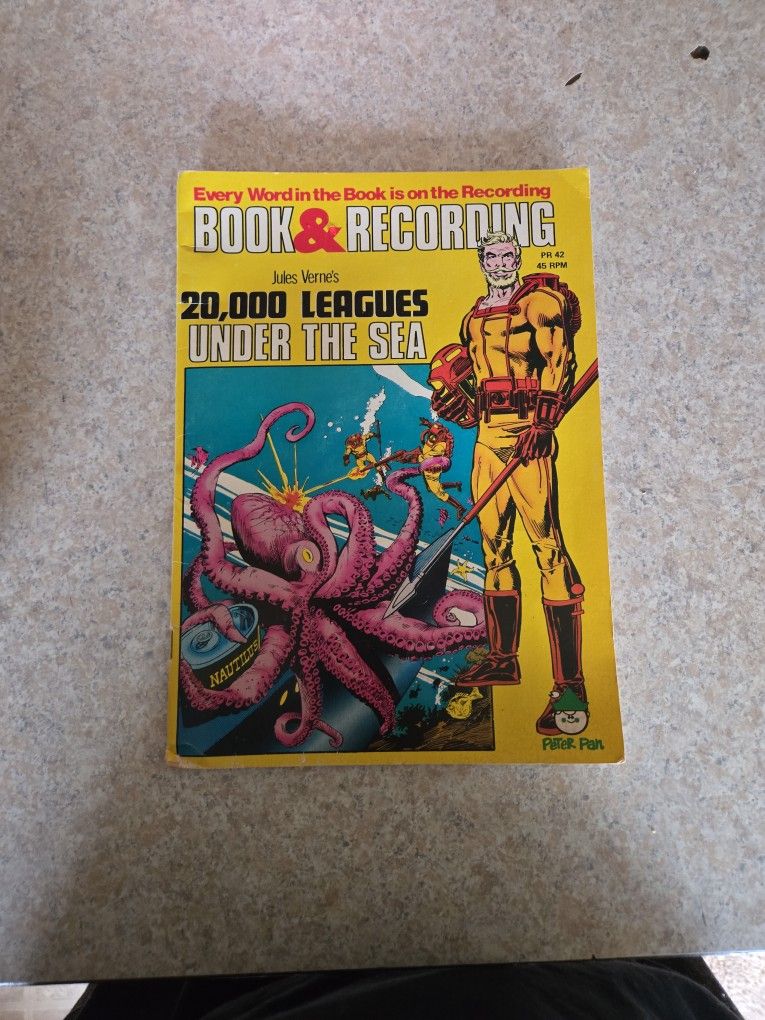 Every Word in the Book is on the Recording
BOOK & RECORDING
PR 42
45 RPM
Jules Verne's
20,000 LEAGUES
UNDER THE SEA
NAUTILUS
PETER PAN